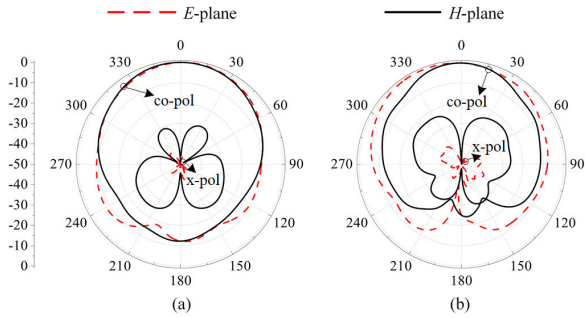 E-plane H-plane
0 0
330 30 330 30
0
-10 300 co-pol 60 300 co-pol 60
-20
-30
-40 x-pol
-50 270 90 270 90
-40 x-pol
-30
-20 240 120 240 120
-10
0 210 150 210 150
180 180
(a) (b)